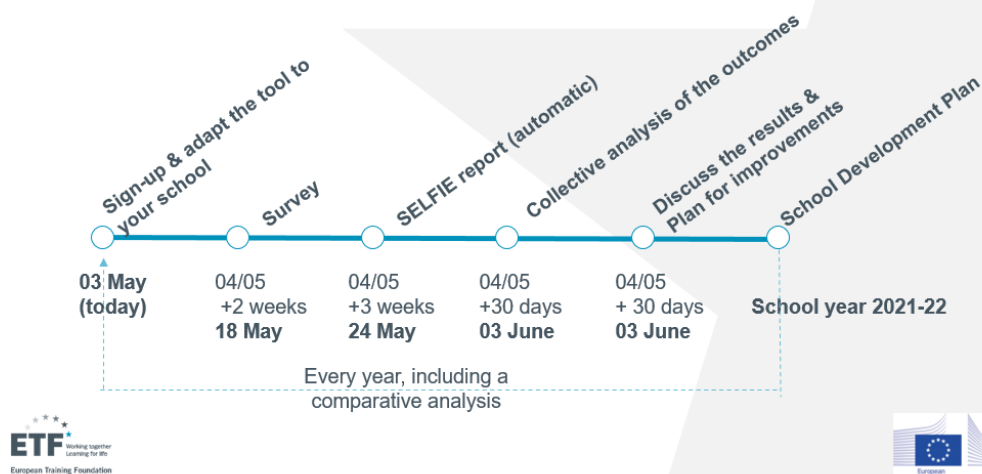 Sign-up & adapt the tool to
your school
Survey
SELFIE report (automatic)
Collective analysis of the outcomes
Discuss the results &
Plan for improvements
School Development Plan
03 May
(today)
04/05
+2 weeks
18 May
04/05
+3 weeks
24 May
04/05
+30 days
03 June
04/05
+ 30 days
03 June
School year 2021-22
Every year, including a
comparative analysis
ETF
Working together
Learning for life
European Training Foundation
European